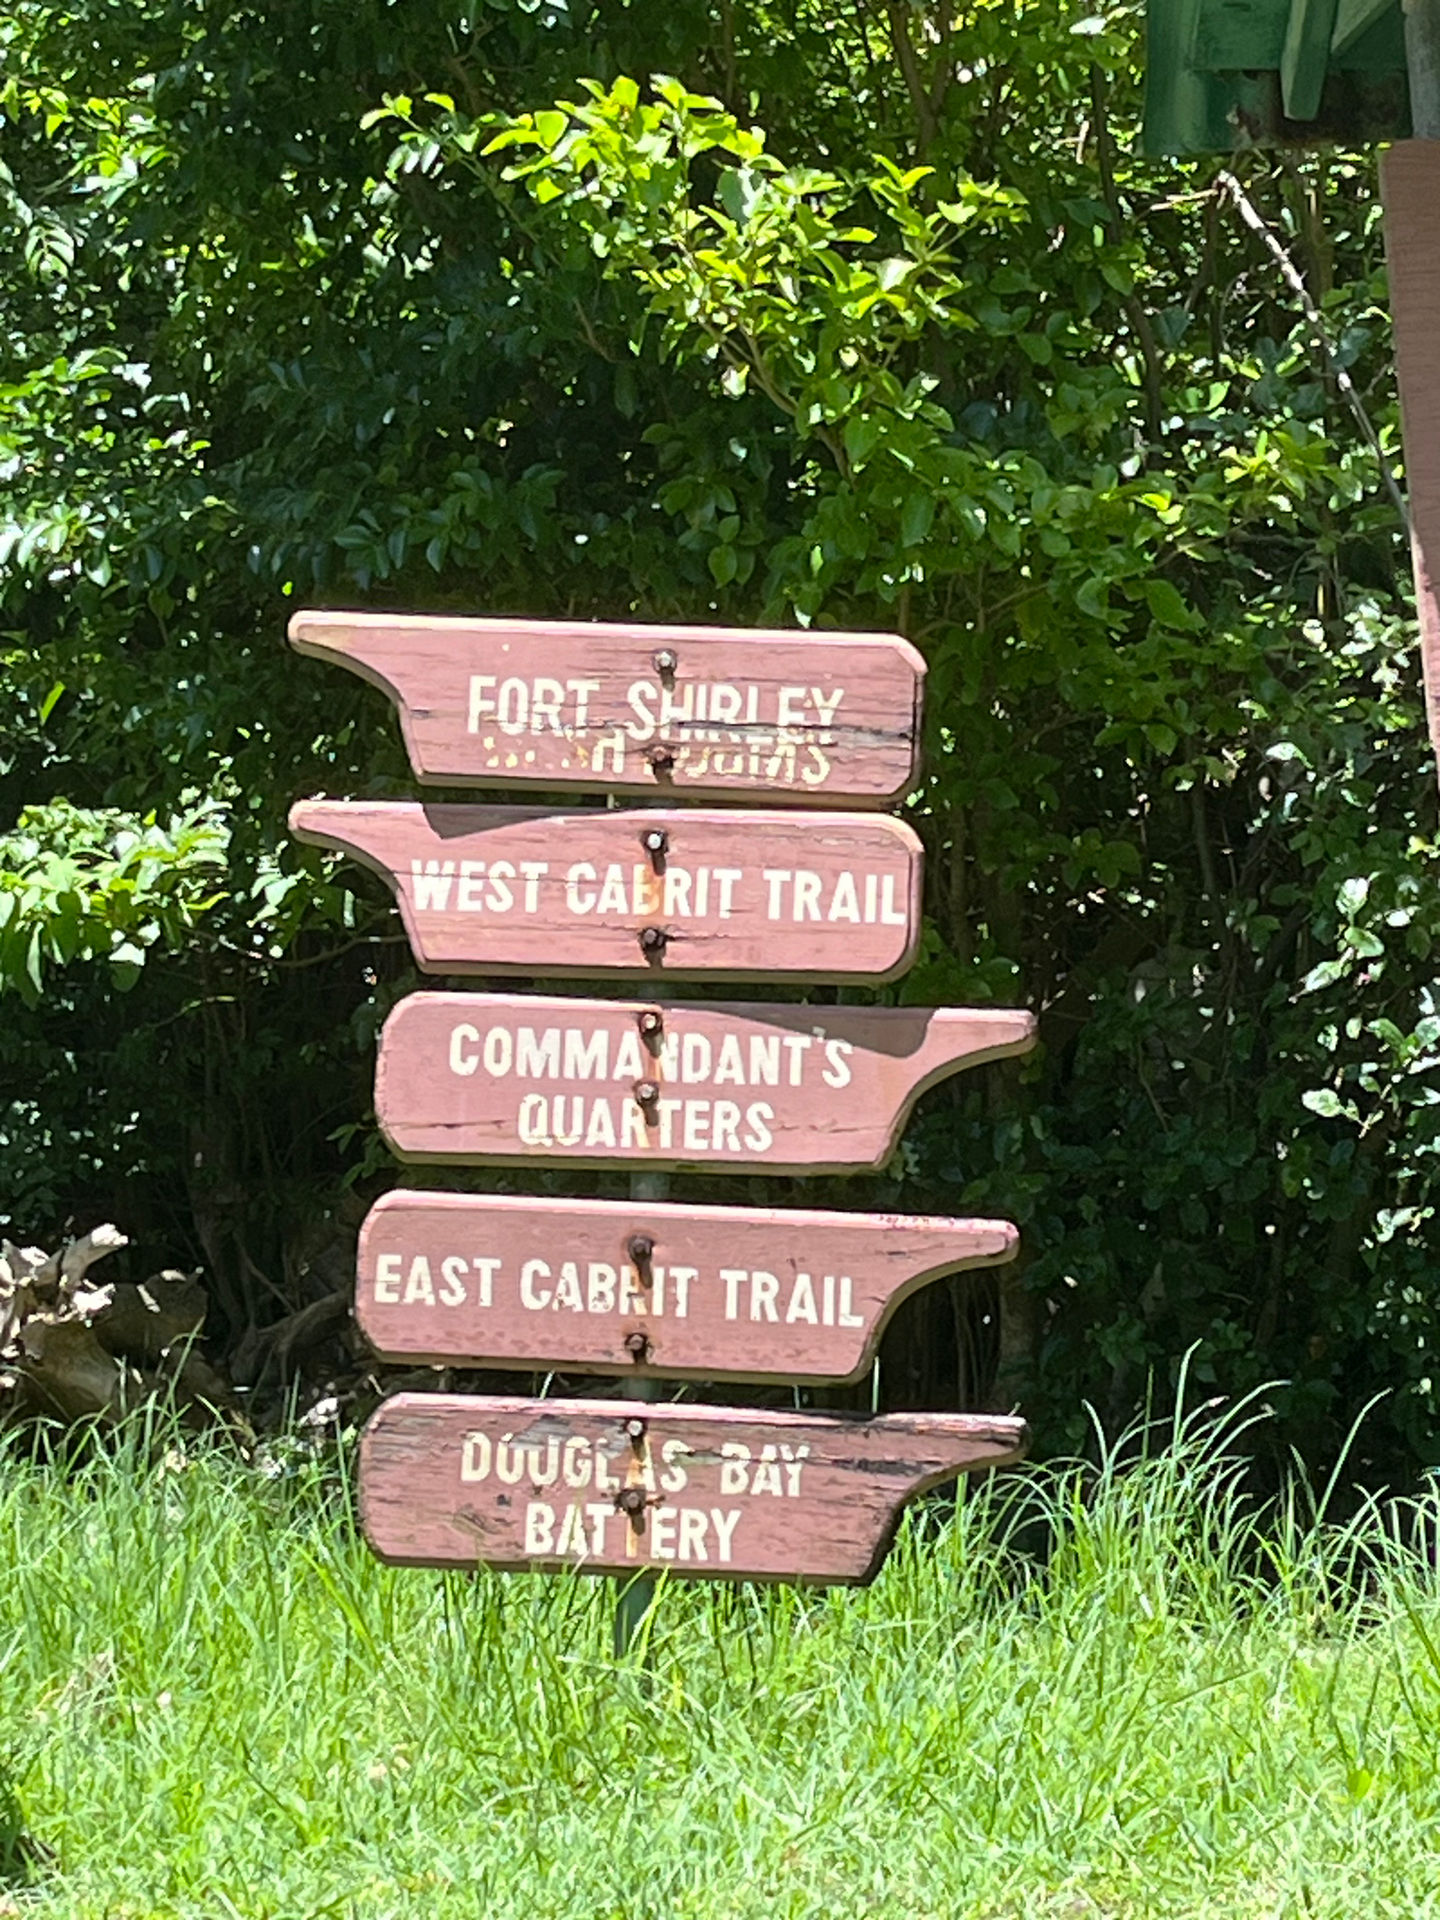 FORT SHIRLEY
WEST CABRIT TRAIL
COMMANDANT'S
QUARTERS
EAST CABRIT TRAIL
DOUGLAS BAY
BATTERY